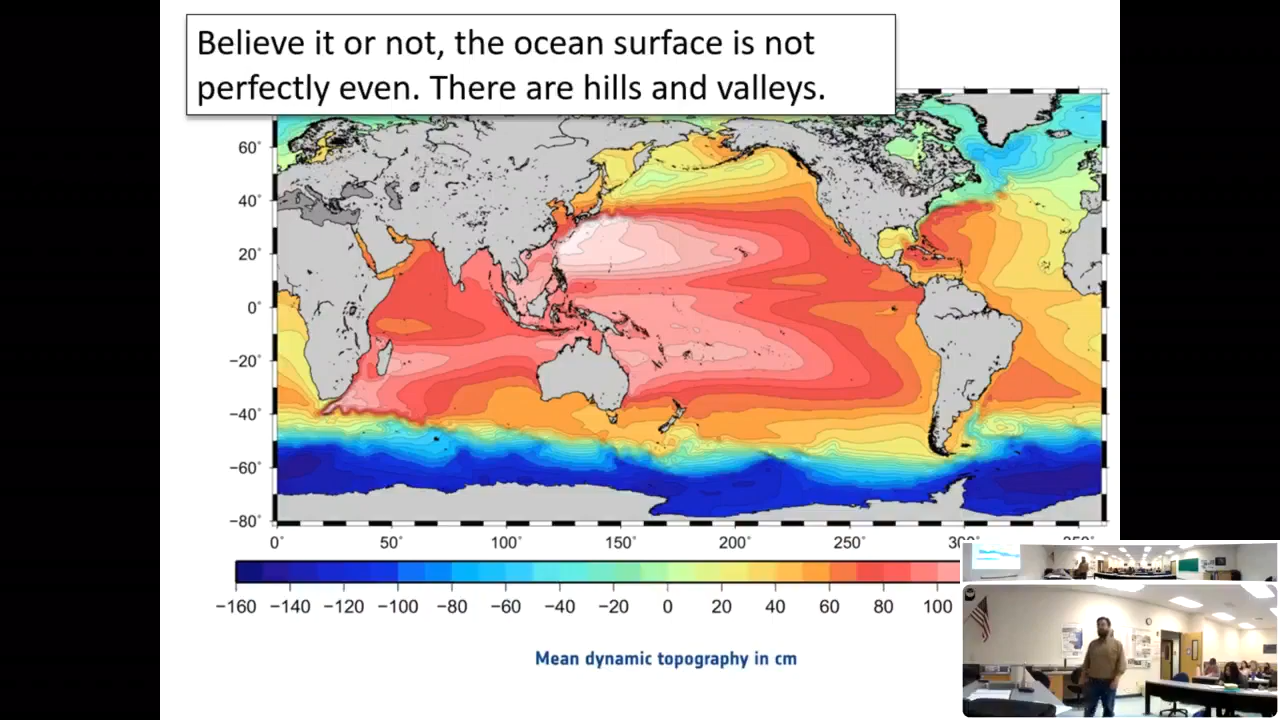 Believe it or not, the ocean surface is not
perfectly even. There are hills and valleys.
60°
40°
20°
0°
−20°
−40°
−60°
−80°
0° 50° 100° 150° 200° 250° 300°
−160 −140 −120 −100 −80 −60 −40 −20 0 20 40 60 80 100
Mean dynamic topography in cm